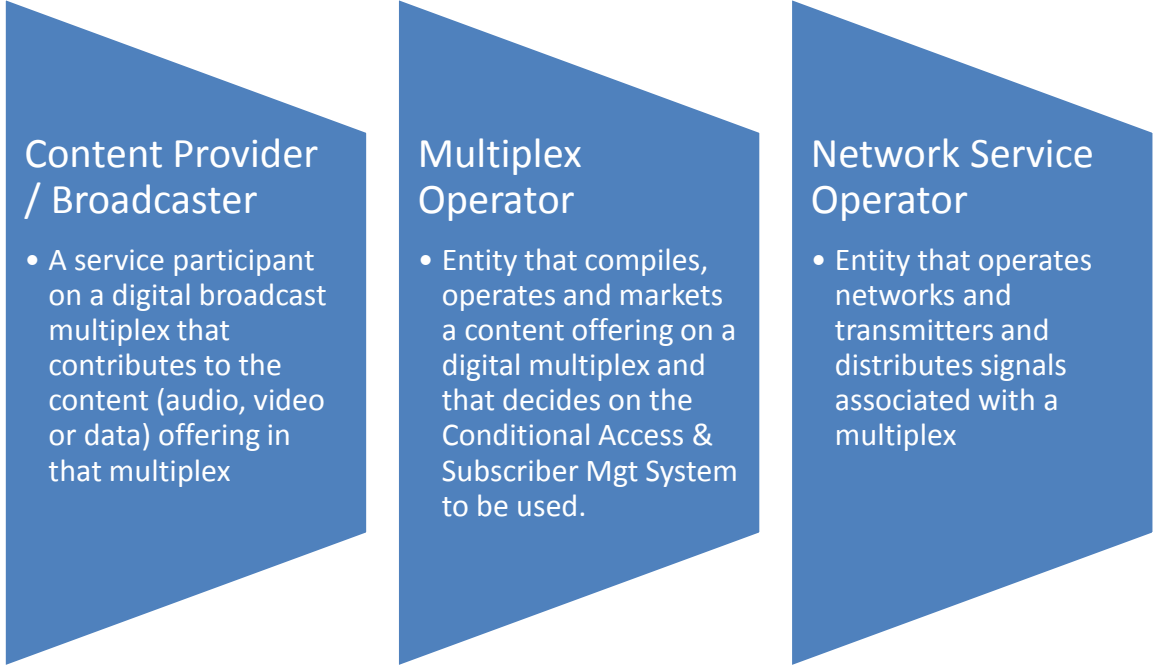 Content Provider
/ Broadcaster
• A service participant
on a digital broadcast
multiplex that
contributes to the
content (audio, video
or data) offering in
that multiplex
Multiplex
Operator
• Entity that compiles,
operates and markets
a content offering on a
digital multiplex and
that decides on the
Conditional Access &
Subscriber Mgt System
to be used.
Network Service
Operator
• Entity that operates
networks and
transmitters and
distributes signals
associated with a
multiplex